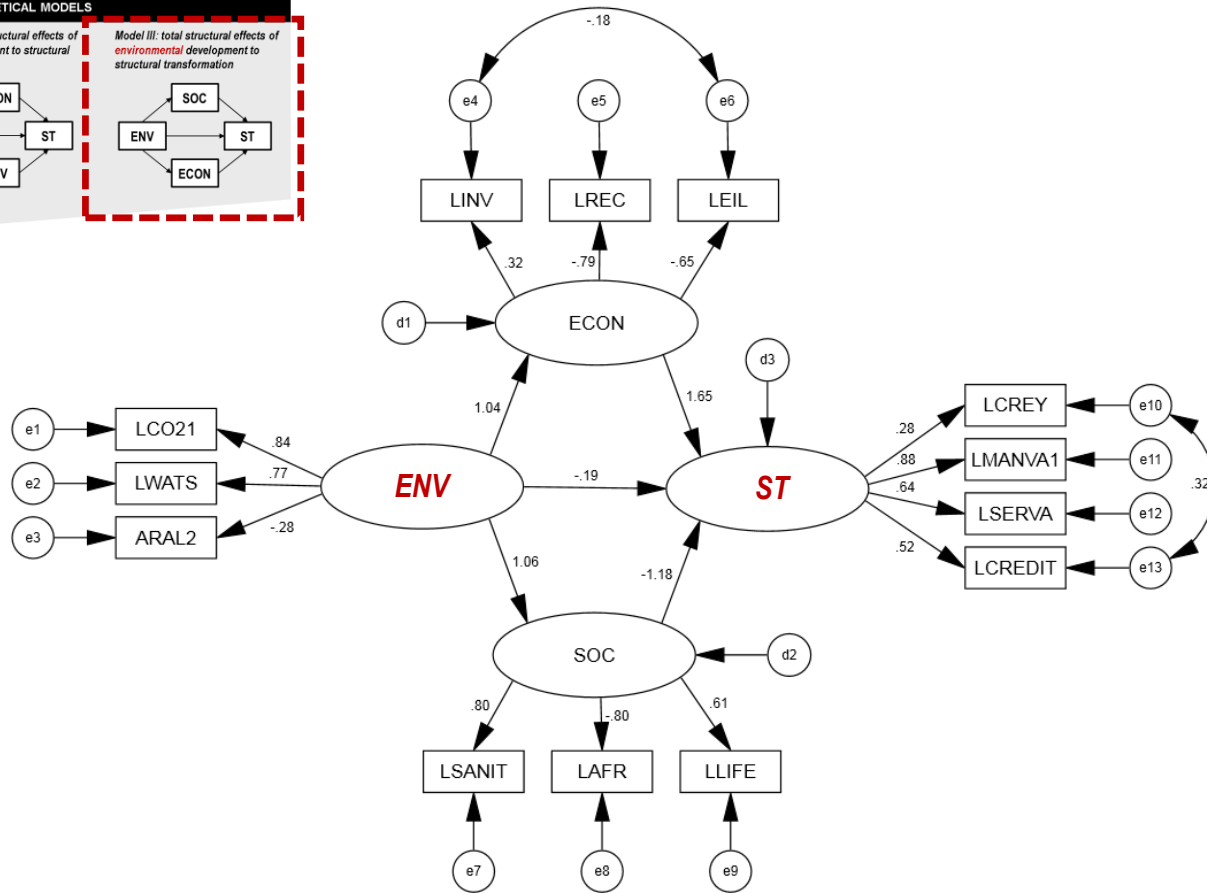 ETICAL MODELS
uctural effects of
ent to structural
Model III: total structural effects of
environmental development to
structural transformation
ON
ST
V
SOC
ENV
ST
ECON
-.18
e4
e5
e6
LINV
LREC
LEIL
.32
-.79
-.65
d1
ECON
d3
1.04
1.65
e1
LCO21
.84
e2
LWATS
.77
e3
ARAL2
-.28
ENV
-.19
ST
.28
LCREY
e10
.88
LMANVA1
e11
.64
LSERVA
e12
.52
LCREDIT
e13
.32
1.06
-1.18
SOC
d2
.80
-.80
.61
LSANIT
LAFR
LLIFE
e7
e8
e9